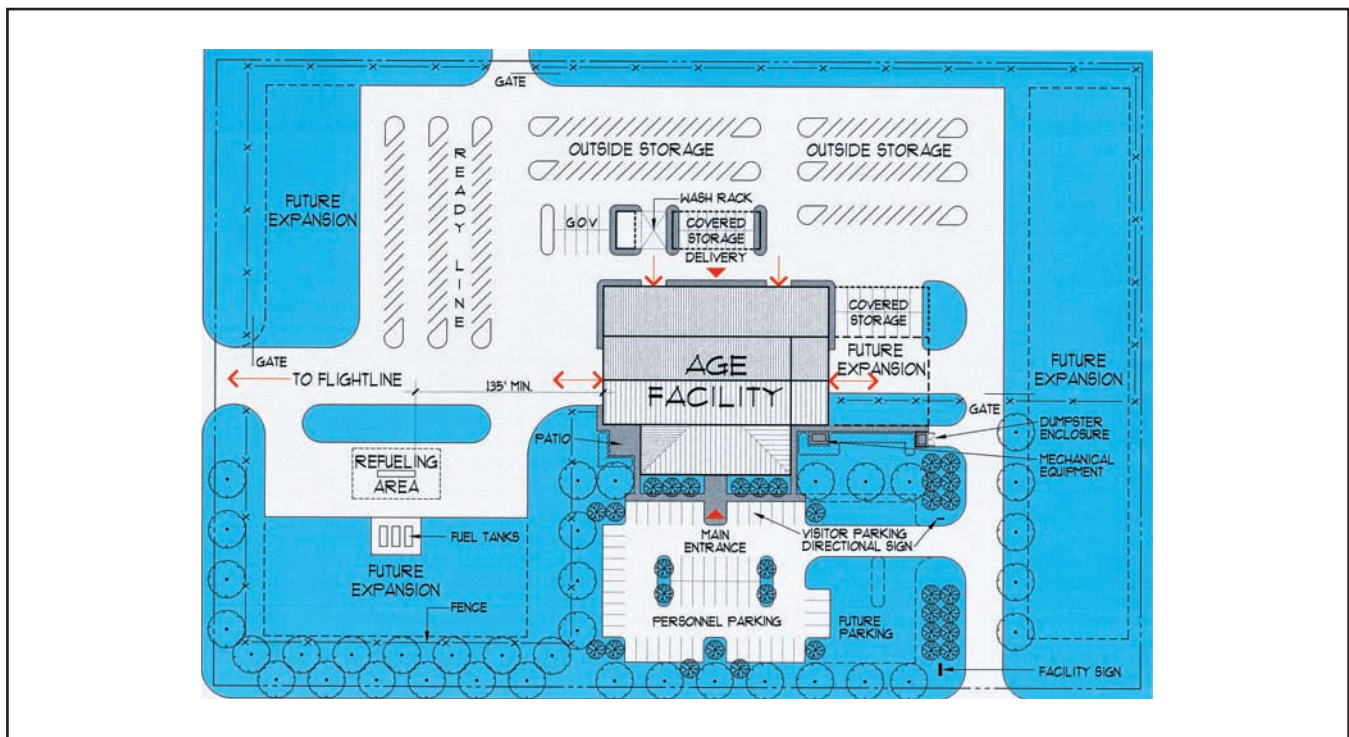 GATE
READY LINE
OUTSIDE STORAGE
OUTSIDE STORAGE
FUTURE
EXPANSION
WASH RACK
GOV
COVERED
STORAGE
DELIVERY
COVERED
STORAGE
GATE
TO FLIGHTLINE
135' MIN.
AGE
FACILITY
FUTURE
EXPANSION
FUTURE
EXPANSION
GATE
DUMPSTER
ENCLOSURE
MECHANICAL
EQUIPMENT
PATIO
REFUELING
AREA
FUEL TANKS
MAIN
ENTRANCE
VISITOR PARKING
DIRECTIONAL SIGN
FUTURE
EXPANSION
FENCE
PERSONNEL PARKING
FUTURE
PARKING
FACILITY SIGN